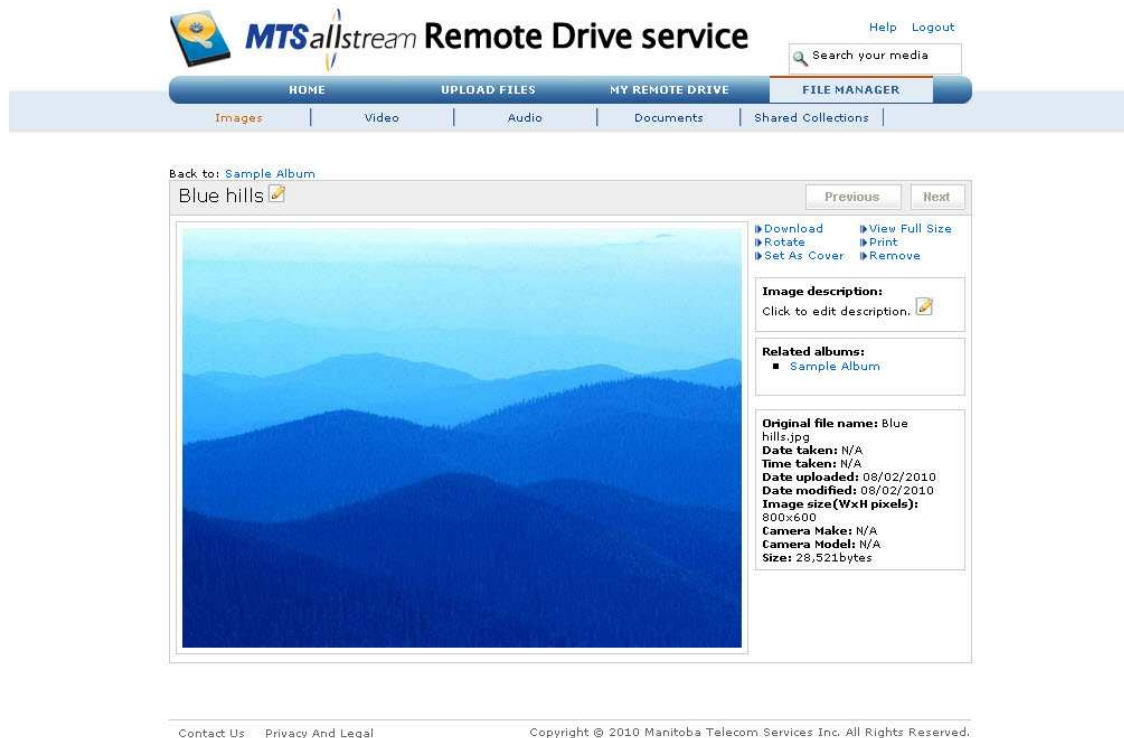 MTSallstream Remote Drive service
Help Logout
Search your media
HOME UPLOAD FILES MY REMOTE DRIVE FILE MANAGER
Images Video Audio Documents Shared Collections
Back to: Sample Album
Blue hills
Previous Next
Download View Full Size
Rotate Print
Set As Cover Remove
Image description:
Click to edit description.
Related albums:
Sample Album
Original file name: Blue
hills.jpg
Date taken: N/A
Time taken: N/A
Date uploaded: 08/02/2010
Date modified: 08/02/2010
Image size(WxH pixels):
800x600
Camera Make: N/A
Camera Model: N/A
Size: 28,521bytes
Contact Us Privacy And Legal
Copyright © 2010 Manitoba Telecom Services Inc. All Rights Reserved.